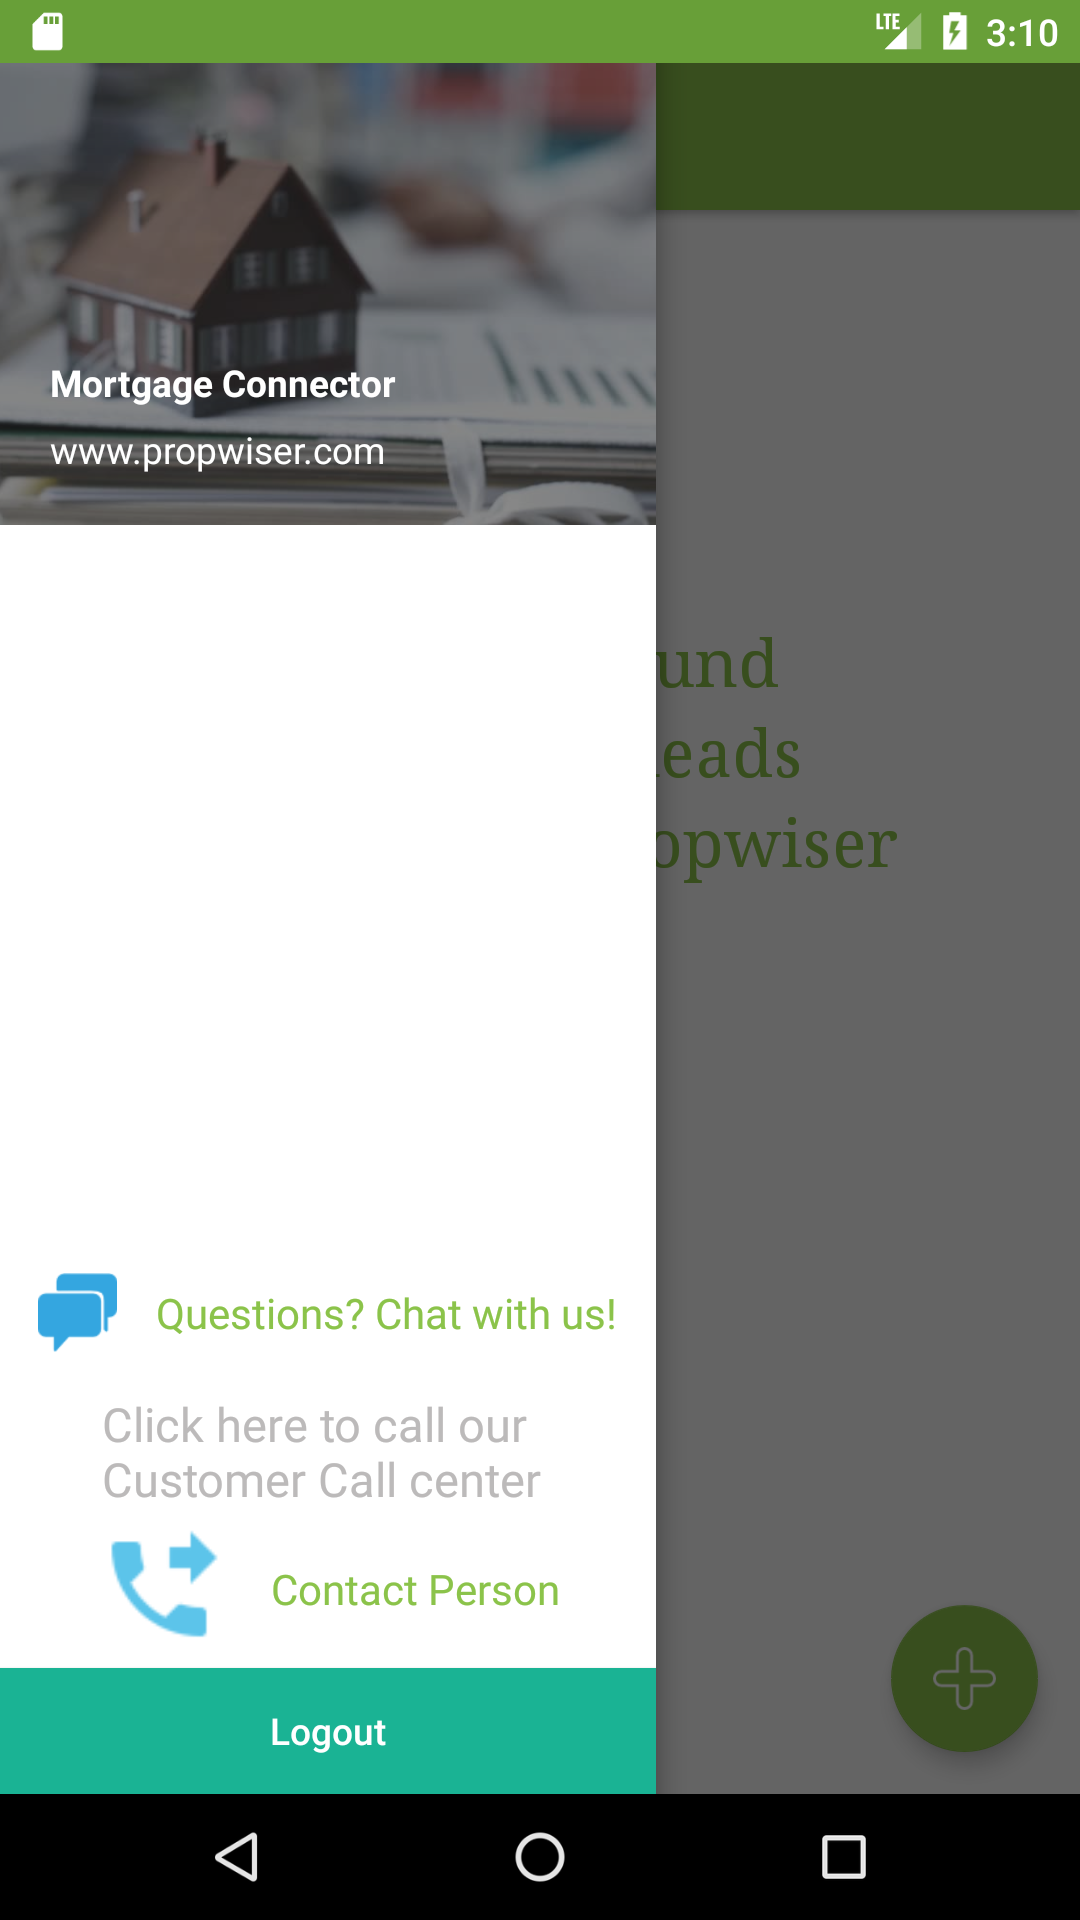 LTE 3:10
Mortgage Connector
www.propwiser.com
und
eads
opwiser
Questions? Chat with us!
Click here to call our
Customer Call center
Contact Person
Logout